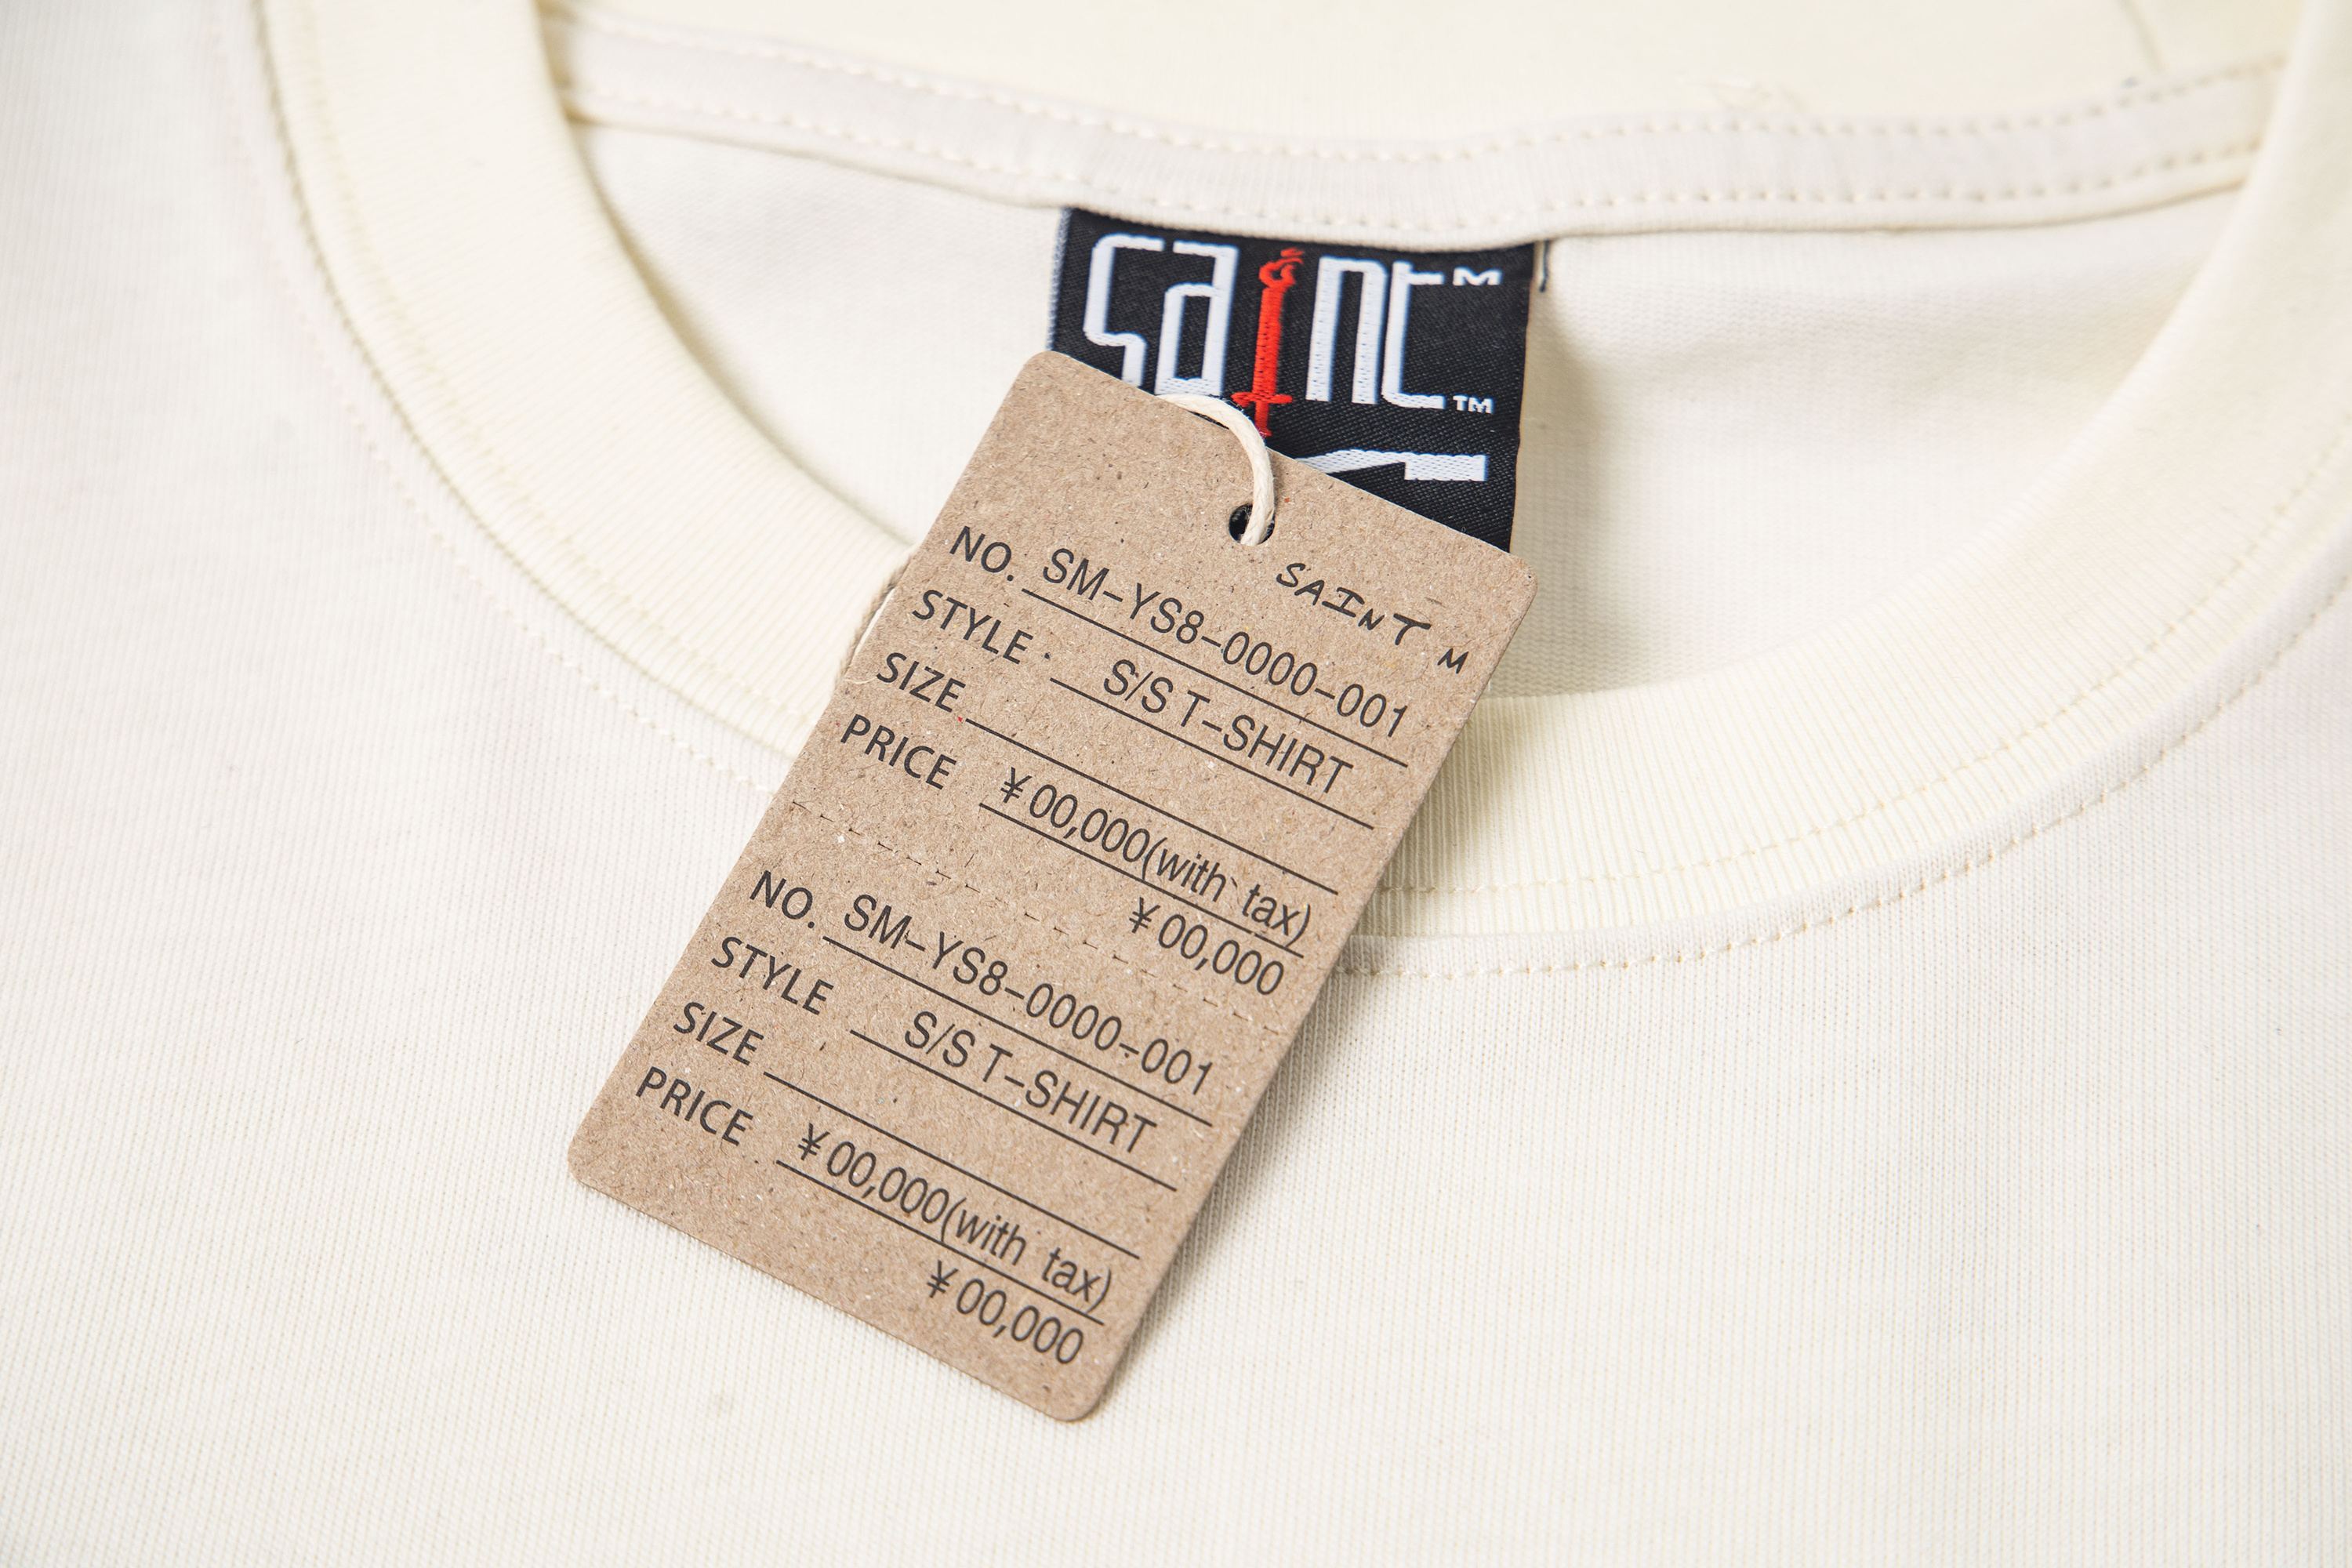 saint M
TM
SAINT M
NO. SM-YS8-0000-001
STYLE S/S T-SHIRT
SIZE
PRICE ¥00,000(with tax)
¥00,000
NO. SM-YS8-0000-001
STYLE S/S T-SHIRT
SIZE
PRICE ¥00,000(with tax)
¥00,000